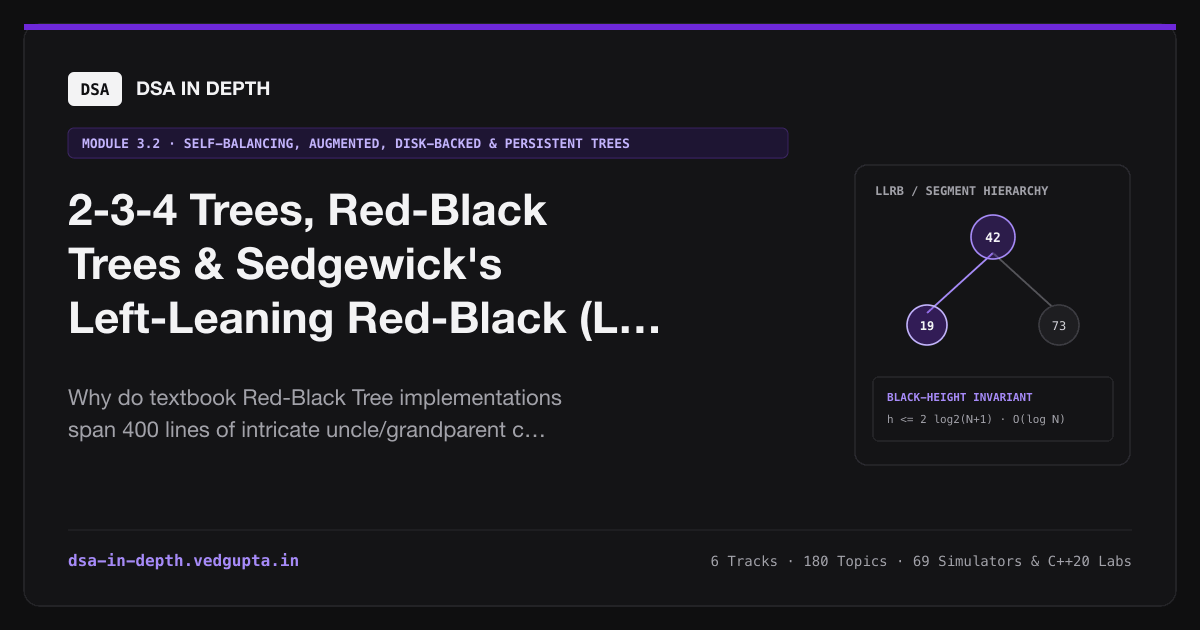 DSA
DSA IN DEPTH
MODULE 3.2 · SELF-BALANCING, AUGMENTED, DISK-BACKED & PERSISTENT TREES
2-3-4 Trees, Red-Black
Trees & Sedgewick's
Left-Leaning Red-Black (L…
Why do textbook Red-Black Tree implementations
span 400 lines of intricate uncle/grandparent c…
LLRB / SEGMENT HIERARCHY
42
19
73
BLACK-HEIGHT INVARIANT
h <= 2 log2(N+1) · O(log N)
dsa-in-depth.vedgupta.in
6 Tracks · 180 Topics · 69 Simulators & C++20 Labs